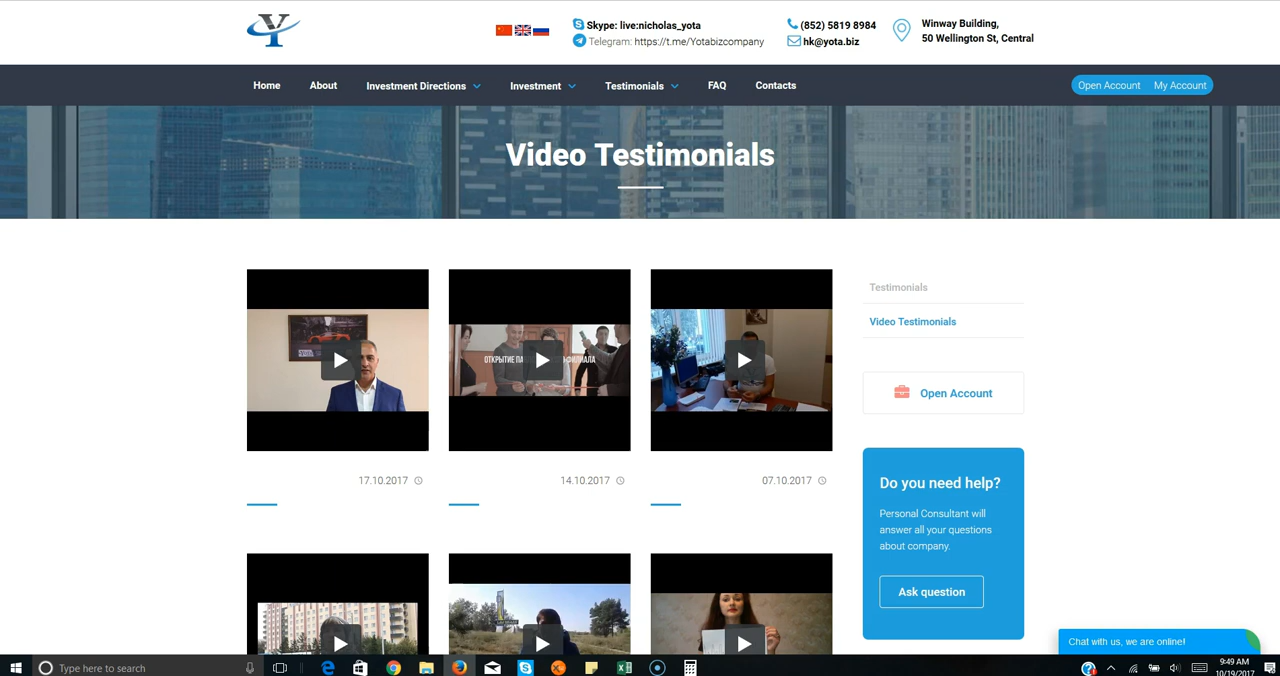 Y
Skype: live:nicholas_yota
Telegram: https://t.me/Yotabizcompany
(852) 5819 8984
hk@yota.biz
Winway Building,
50 Wellington St, Central
Home About Investment Directions Investment Testimonials FAQ Contacts
Open Account My Account
Video Testimonials
ОТКРЫТИЕ ПА
ФИЛИАЛА
17.10.2017
14.10.2017
07.10.2017
Testimonials
Video Testimonials
Open Account
Do you need help?
Personal Consultant will
answer all your questions
about company.
Ask question
Chat with us, we are online!
Type here to search
9:49 AM
10/19/2017